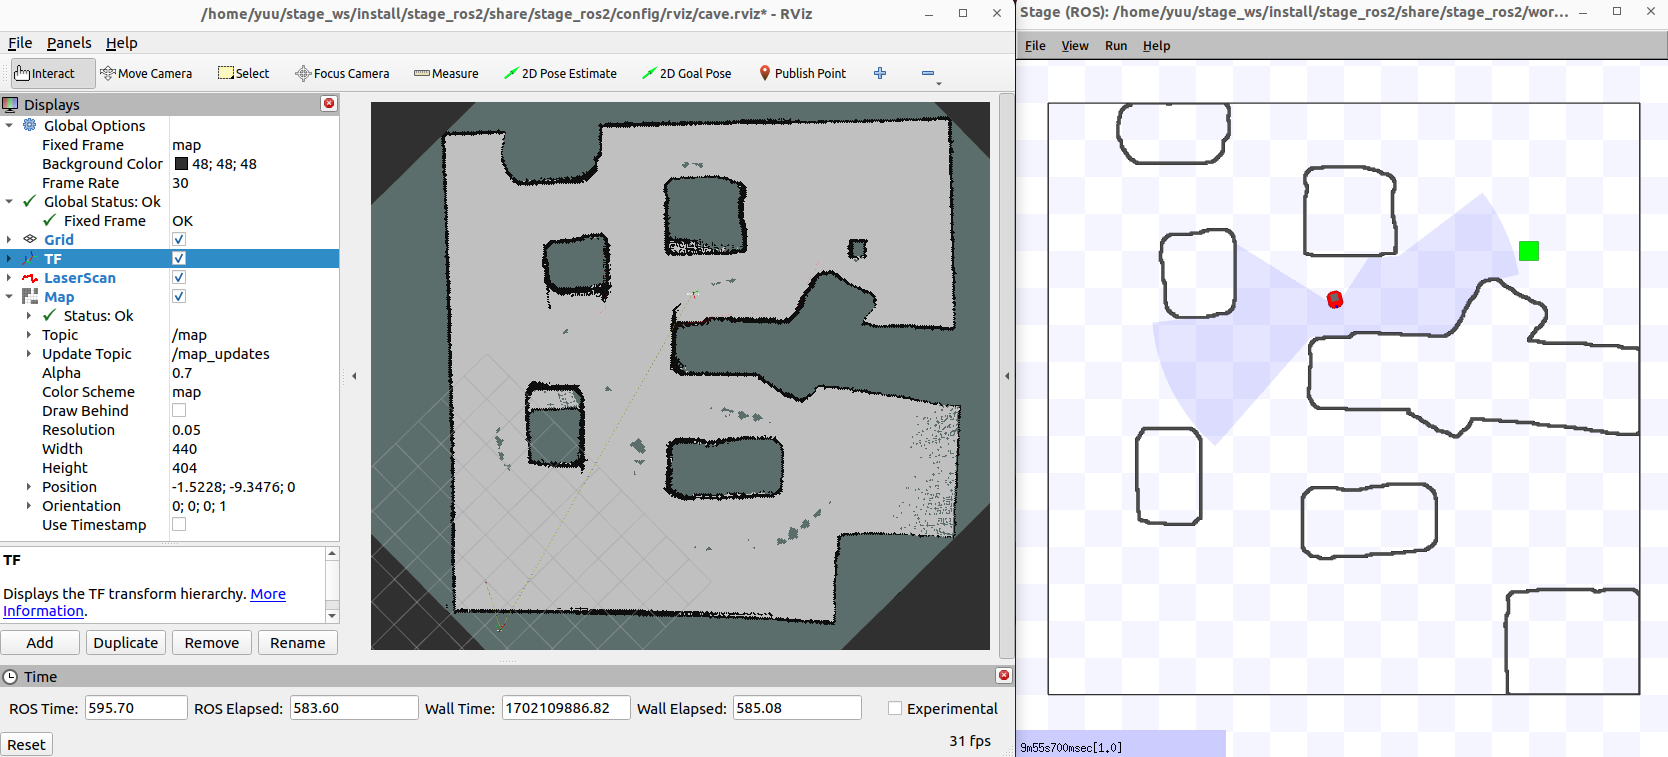 /home/yuu/stage_ws/install/stage_ros2/share/stage_ros2/config/rviz/cave.rviz* - RViz
File Panels Help
Interact Move Camera Select Focus Camera Measure 2D Pose Estimate 2D Goal Pose Publish Point
Displays
Global Options
Fixed Frame map
Background Color 48; 48; 48
Frame Rate 30
Global Status: Ok
Fixed Frame OK
Grid
TF
LaserScan
Map
Status: Ok
Topic /map
Update Topic /map_updates
Alpha 0.7
Color Scheme map
Draw Behind
Resolution 0.05
Width 440
Height 404
Position -1.5228; -9.3476; 0
Orientation 0; 0; 0; 1
Use Timestamp
TF
Displays the TF transform hierarchy. More
Information.
Add Duplicate Remove Rename
Time
ROS Time: 595.70 ROS Elapsed: 583.60 Wall Time: 1702109886.82 Wall Elapsed: 585.08 Experimental
Reset
31 fps
Stage (ROS): /home/yuu/stage_ws/install/stage_ros2/share/stage_ros2/wor...
File View Run Help
9m55s700msec[1.0]